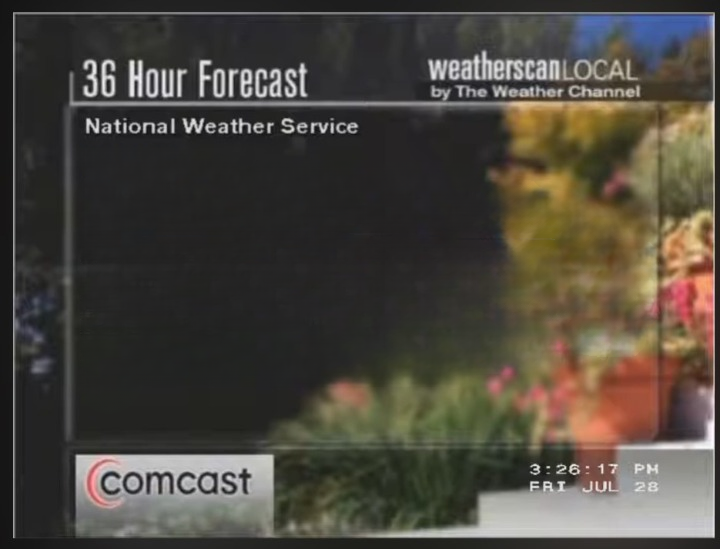 36 Hour Forecast
weatherscanLOCAL
by The Weather Channel
National Weather Service
comcast
3:26:17 PM
FRI JUL 28